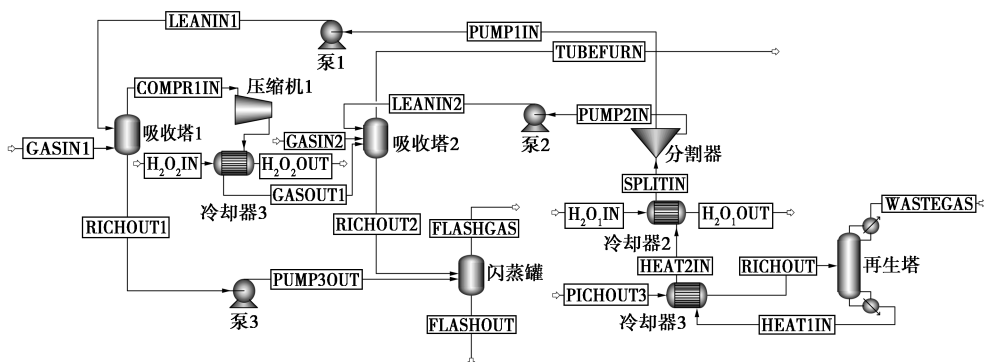 LEANIN1
PUMP1IN
泵1
TUBEFURN
COMPR1IN
压缩机1
LEANIN2
PUMP2IN
泵2
吸收塔1
GASIN1
GASIN2
吸收塔2
分割器
H₂O₂IN
H₂O₂OUT
冷却器3
GASOUT1
SPLITIN
RICHOUT1
RICHOUT2
FLASHGAS
H₂O₁IN
H₂O₁OUT
冷却器2
WASTEGAS
再生塔
HEAT2IN
RICHOUT
闪蒸罐
PUMP3OUT
泵3
PICHOUT3
冷却器3
HEAT1IN
FLASHOUT